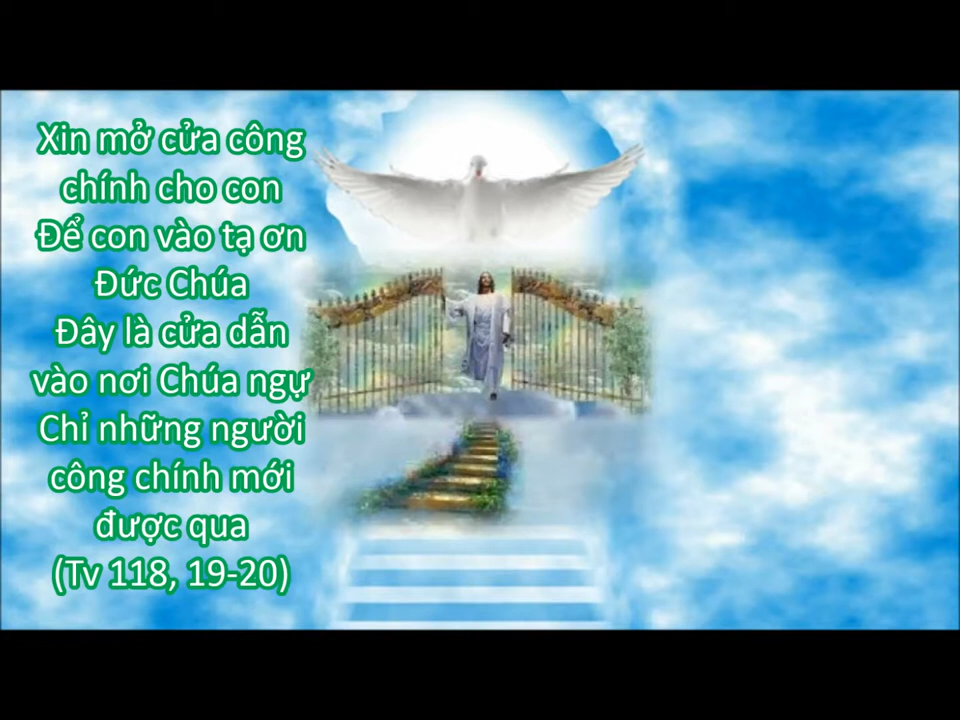 Xin mở cửa công
chính cho con
Để con vào tạ ơn
Đức Chúa
Đây là cửa dẫn
vào nơi Chúa ngự
Chỉ những người
công chính mới
được qua
(Tv 118, 19-20)